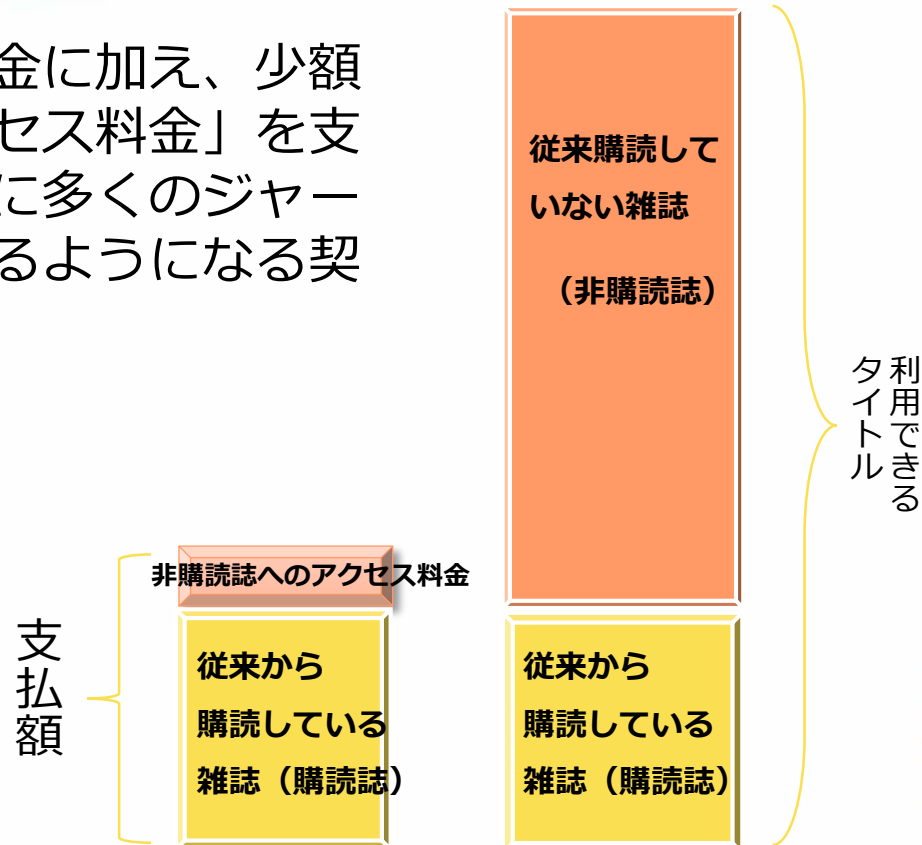 金に加え、少額
セス料金」を支
に多くのジャー
るようになる契
従来購読して
いない雑誌
（非購読誌）
利用できる
タイトル
非購読誌へのアクセス料金
支払額
従来から
購読している
雑誌（購読誌）
従来から
購読している
雑誌（購読誌）